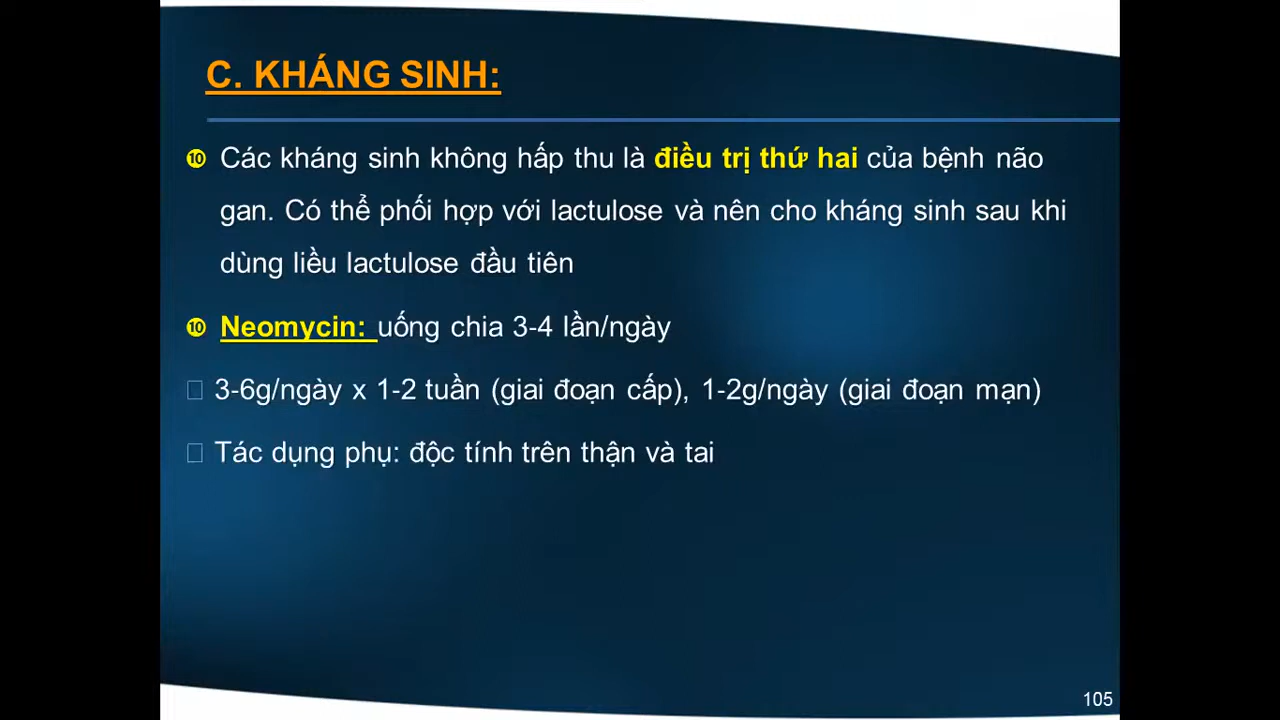 C. KHÁNG SINH:
❿ Các kháng sinh không hấp thu là điều trị thứ hai của bệnh não
gan. Có thể phối hợp với lactulose và nên cho kháng sinh sau khi
dùng liều lactulose đầu tiên
❿ Neomycin: uống chia 3-4 lần/ngày
3-6g/ngày x 1-2 tuần (giai đoạn cấp), 1-2g/ngày (giai đoạn mạn)
Tác dụng phụ: độc tính trên thận và tai
105